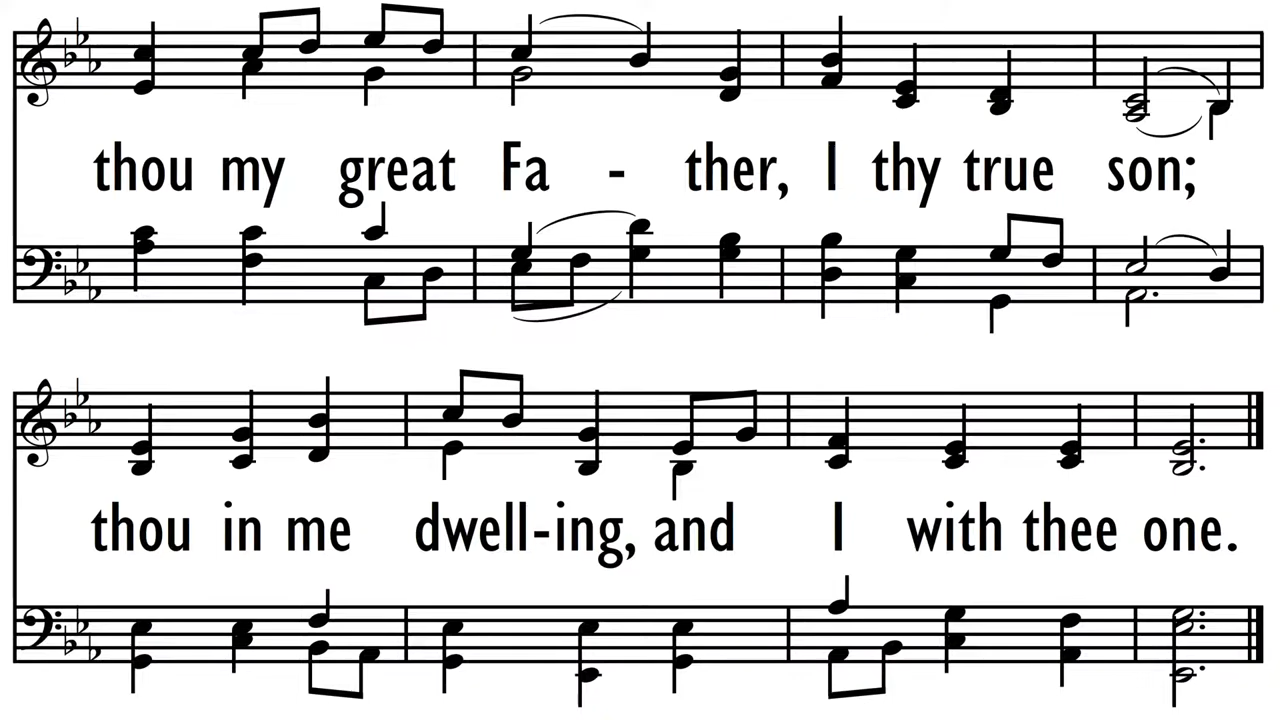 thou my great Fa - ther, I thy true son;
thou in me dwell-ing, and I with thee one.